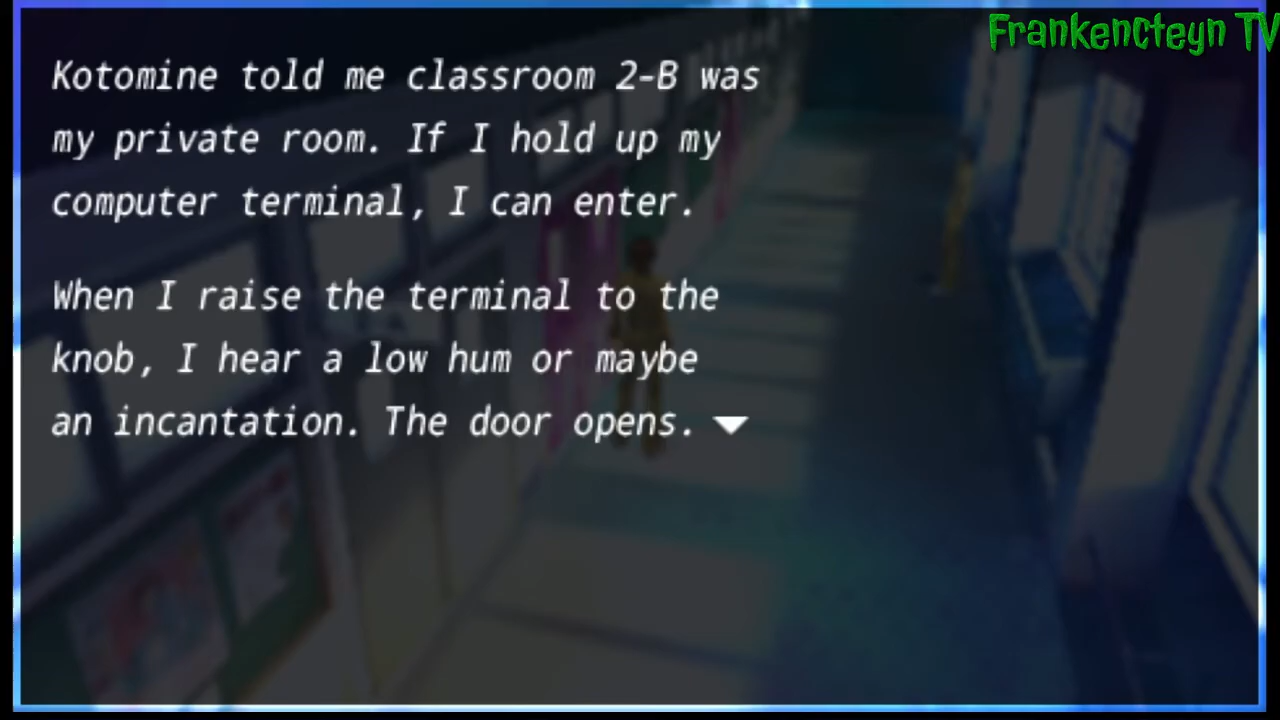 FrankenCteyn TV
Kotomine told me classroom 2-B was
my private room. If I hold up my
computer terminal, I can enter.
When I raise the terminal to the
knob, I hear a low hum or maybe
an incantation. The door opens.